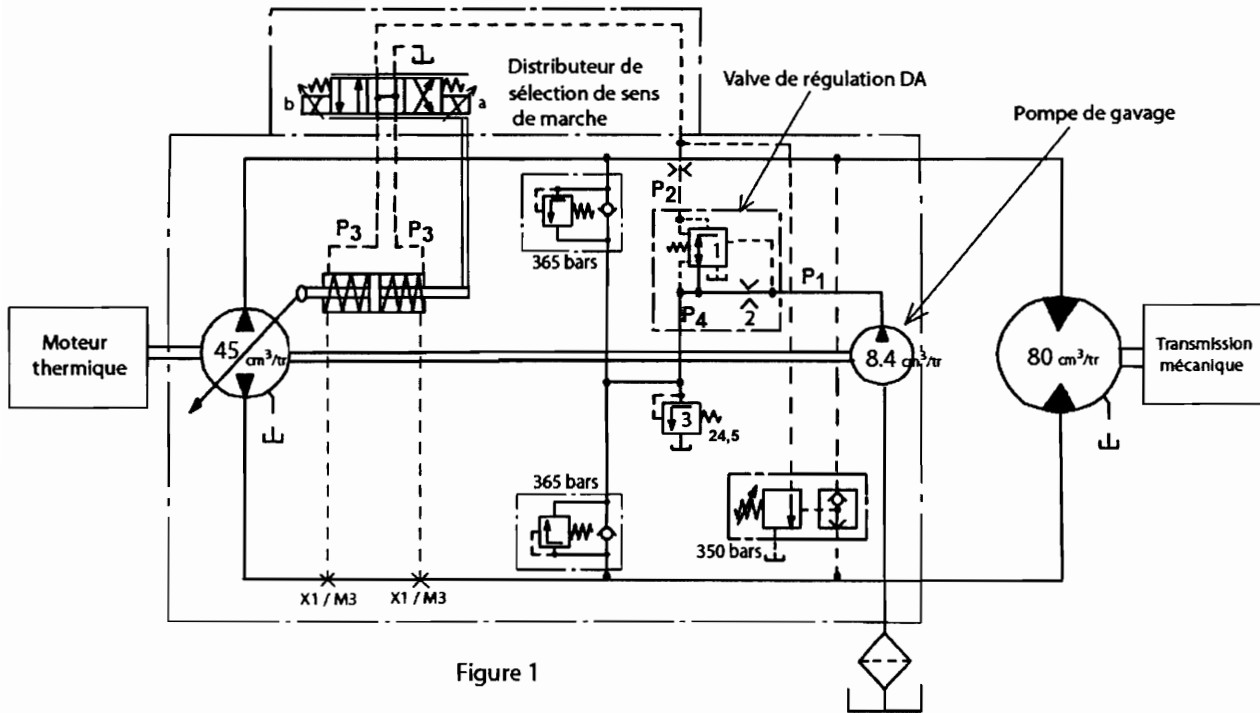 Distributeur de
sélection de sens
de marche
Valve de régulation DA
Pompe de gavage
b
a
P2
P3
P3
365 bars
1
P1
P4
2
Moteur
thermique
45 cm³/tr
8.4 cm³/tr
80 cm³/tr
Transmission
mécanique
3
24,5
365 bars
350 bars
X1 / M3
X1 / M3
Figure 1